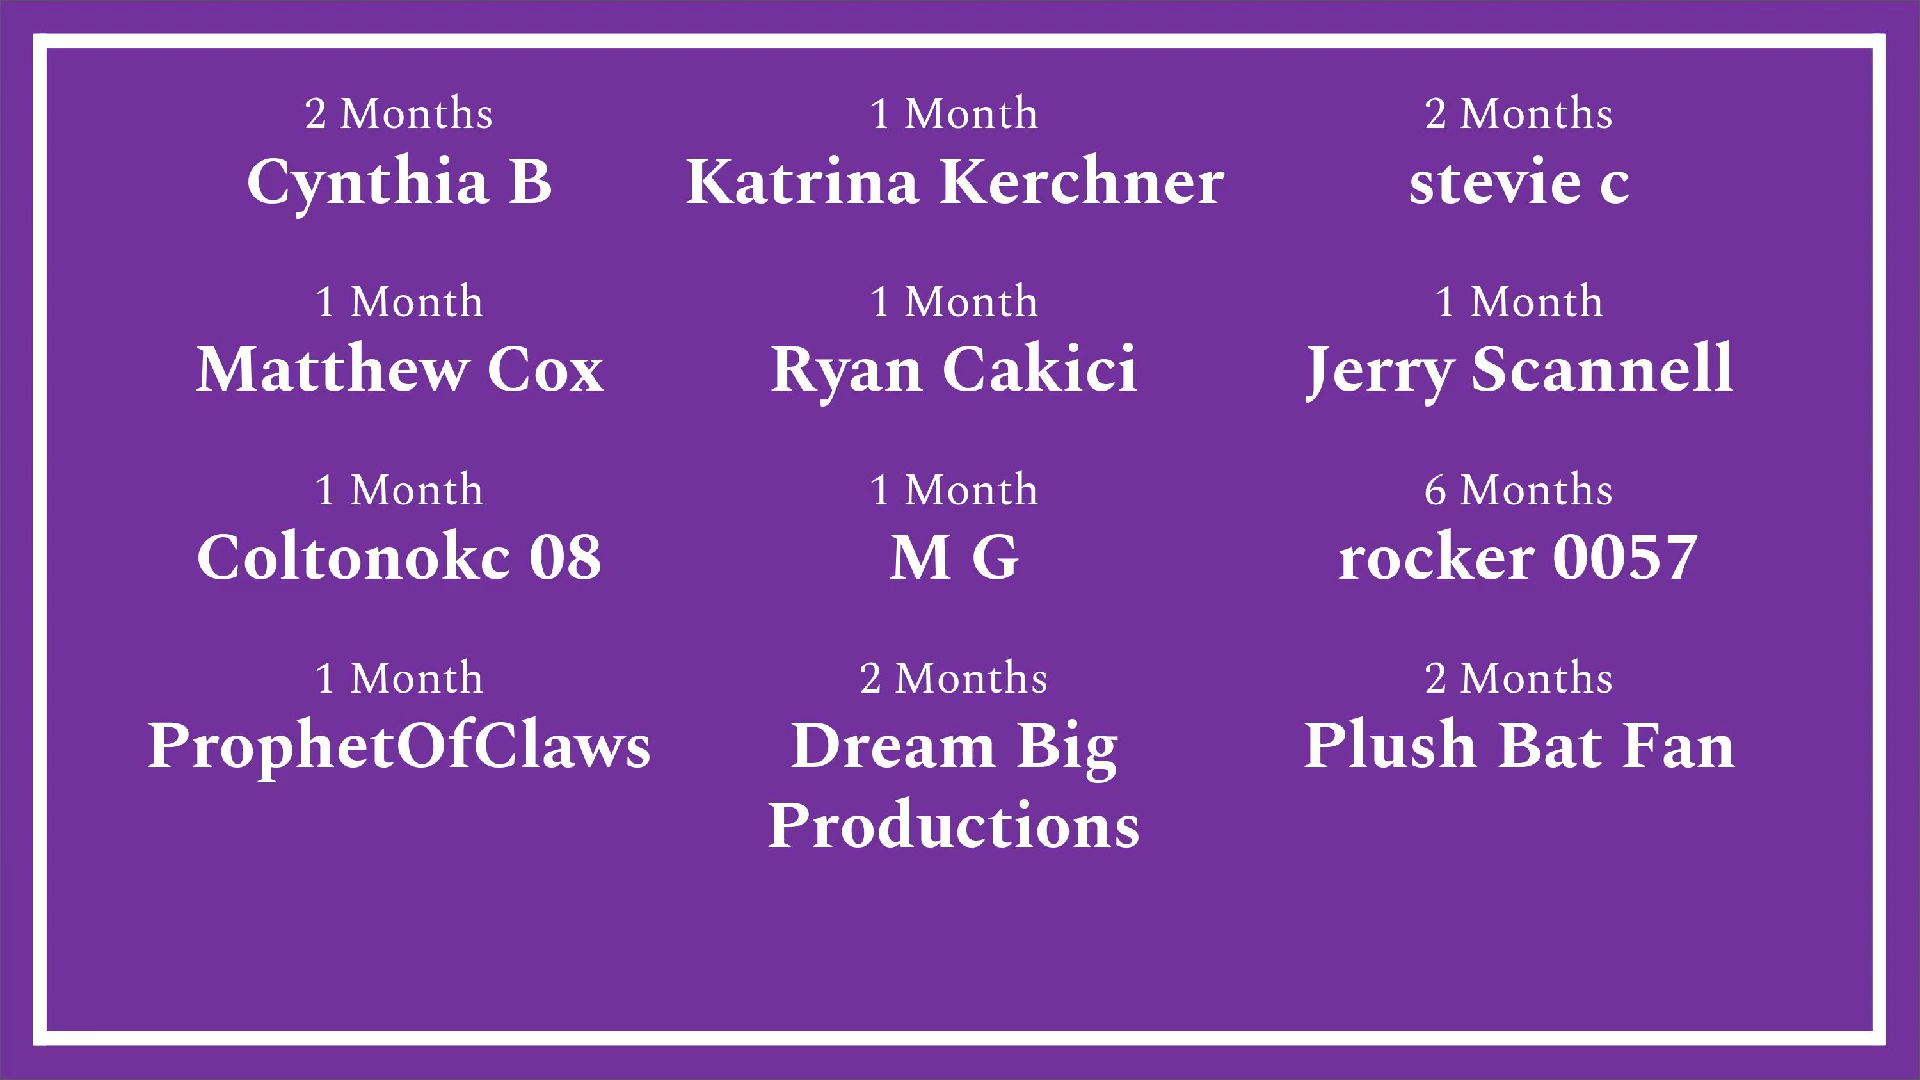 2 Months
Cynthia B
1 Month
Katrina Kerchner
2 Months
stevie c
1 Month
Matthew Cox
1 Month
Ryan Cakici
1 Month
Jerry Scannell
1 Month
Coltonokc 08
1 Month
M G
6 Months
rocker 0057
1 Month
ProphetOfClaws
2 Months
Dream Big
Productions
2 Months
Plush Bat Fan